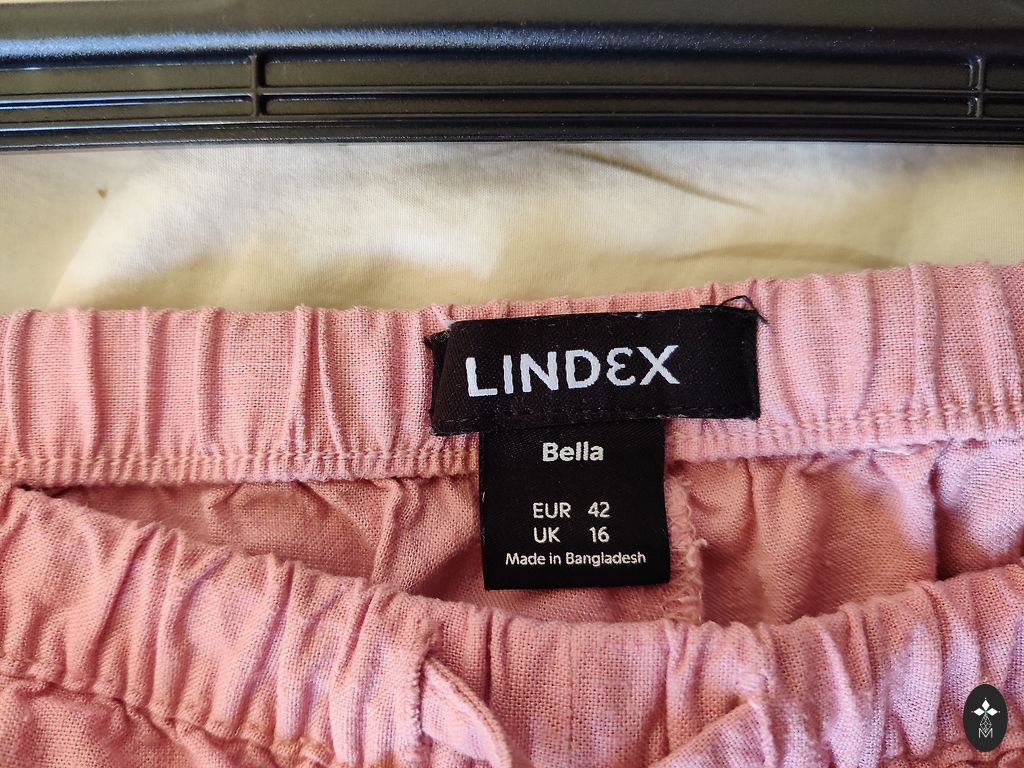 LINDEX
Bella
EUR 42
UK 16
Made in Bangladesh